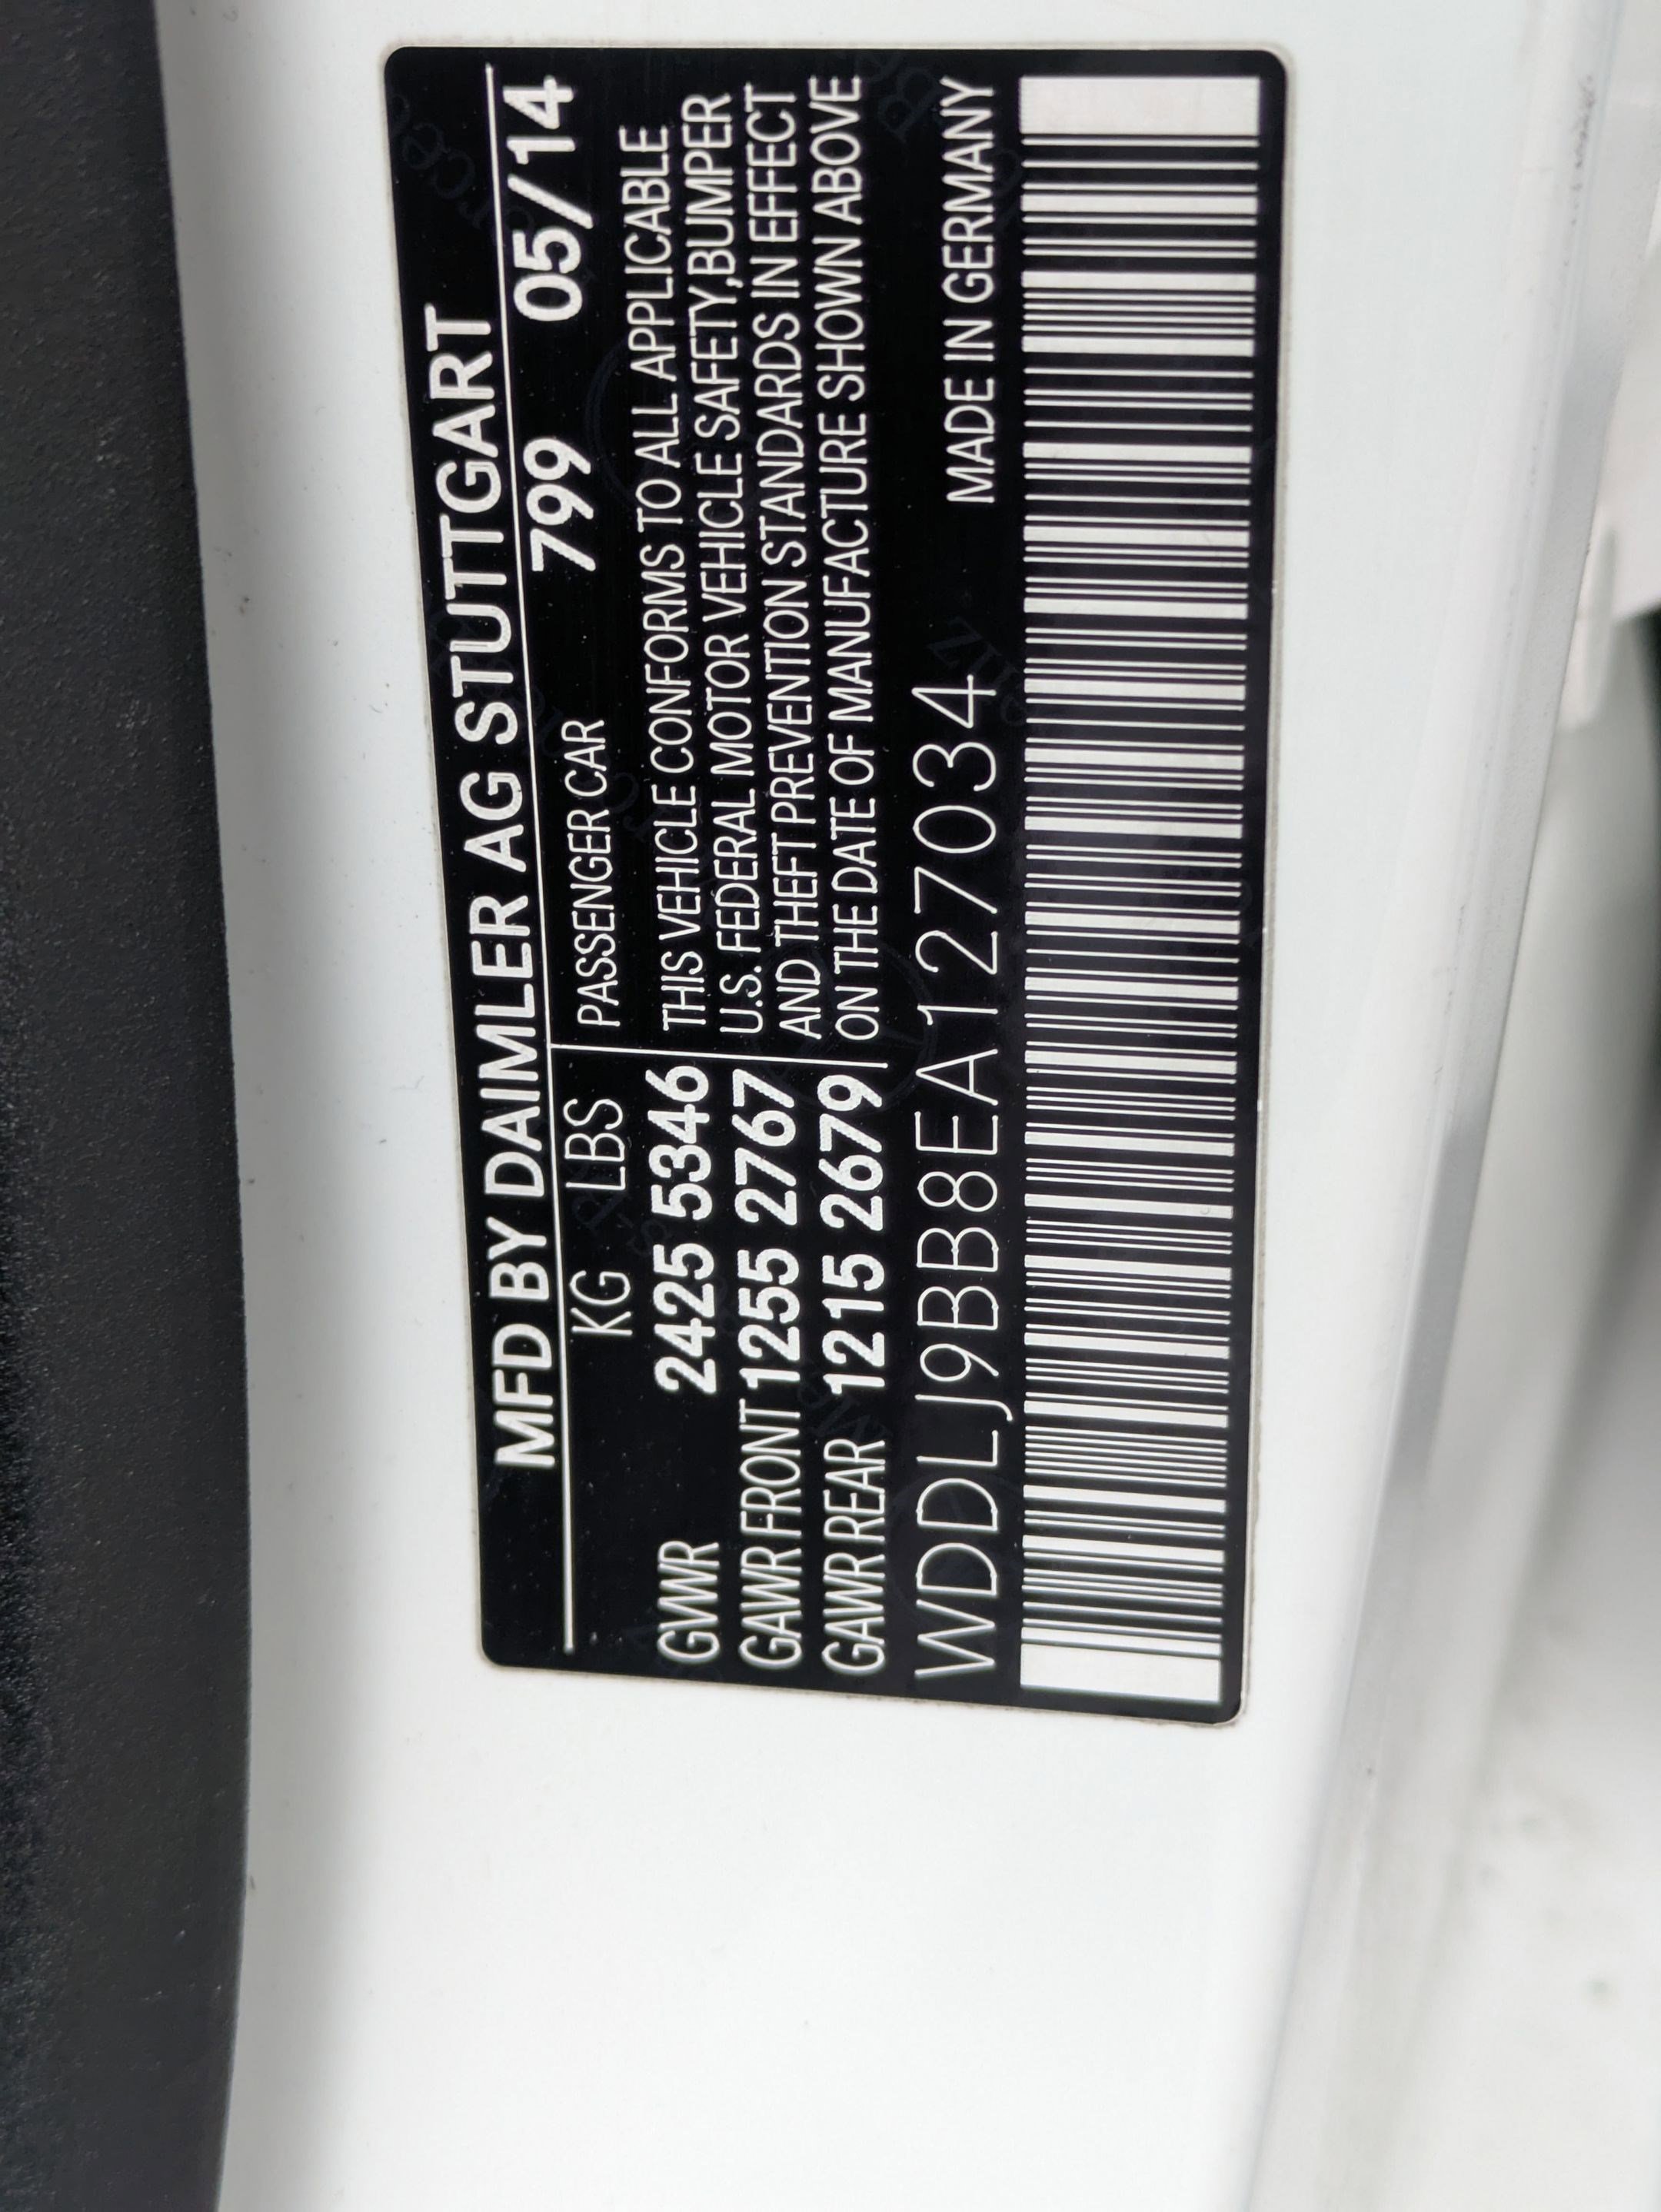 MFD BY DAIMLER AG STUTTGART
799 05/14
KG LBS PASSENGER CAR
GVWR 2425 5346 THIS VEHICLE CONFORMS TO ALL APPLICABLE
U.S. FEDERAL MOTOR VEHICLE SAFETY,BUMPER
GAWR FRONT 1255 2767 AND THEFT PREVENTION STANDARDS IN EFFECT
GAWR REAR 1215 2679 ON THE DATE OF MANUFACTURE SHOWN ABOVE
WDDLJ9BB8EA127034 MADE IN GERMANY